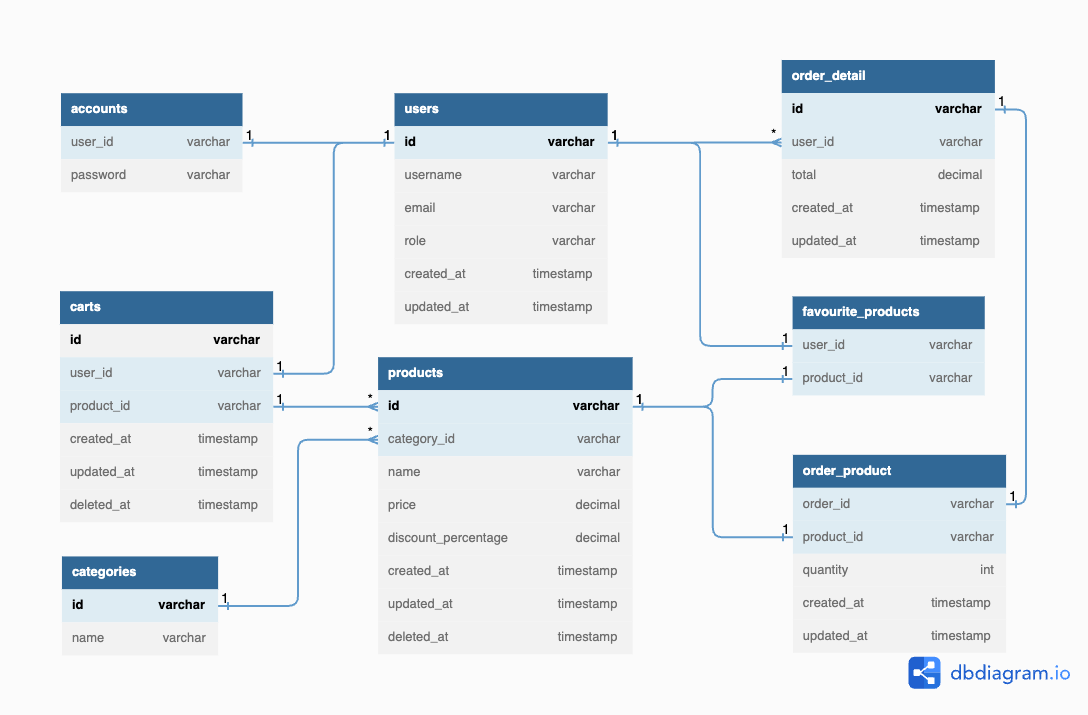 accounts
user_id varchar
password varchar
users
id varchar
username varchar
email varchar
role varchar
created_at timestamp
updated_at timestamp
order_detail
id varchar
user_id varchar
total decimal
created_at timestamp
updated_at timestamp
carts
id varchar
user_id varchar
product_id varchar
created_at timestamp
updated_at timestamp
deleted_at timestamp
products
id varchar
category_id varchar
name varchar
price decimal
discount_percentage decimal
created_at timestamp
updated_at timestamp
deleted_at timestamp
favourite_products
user_id varchar
product_id varchar
categories
id varchar
name varchar
order_product
order_id varchar
product_id varchar
quantity int
created_at timestamp
updated_at timestamp
1
1
1
*
1
1
1
*
*
1
1
1
1
1
1
dbdiagram.io